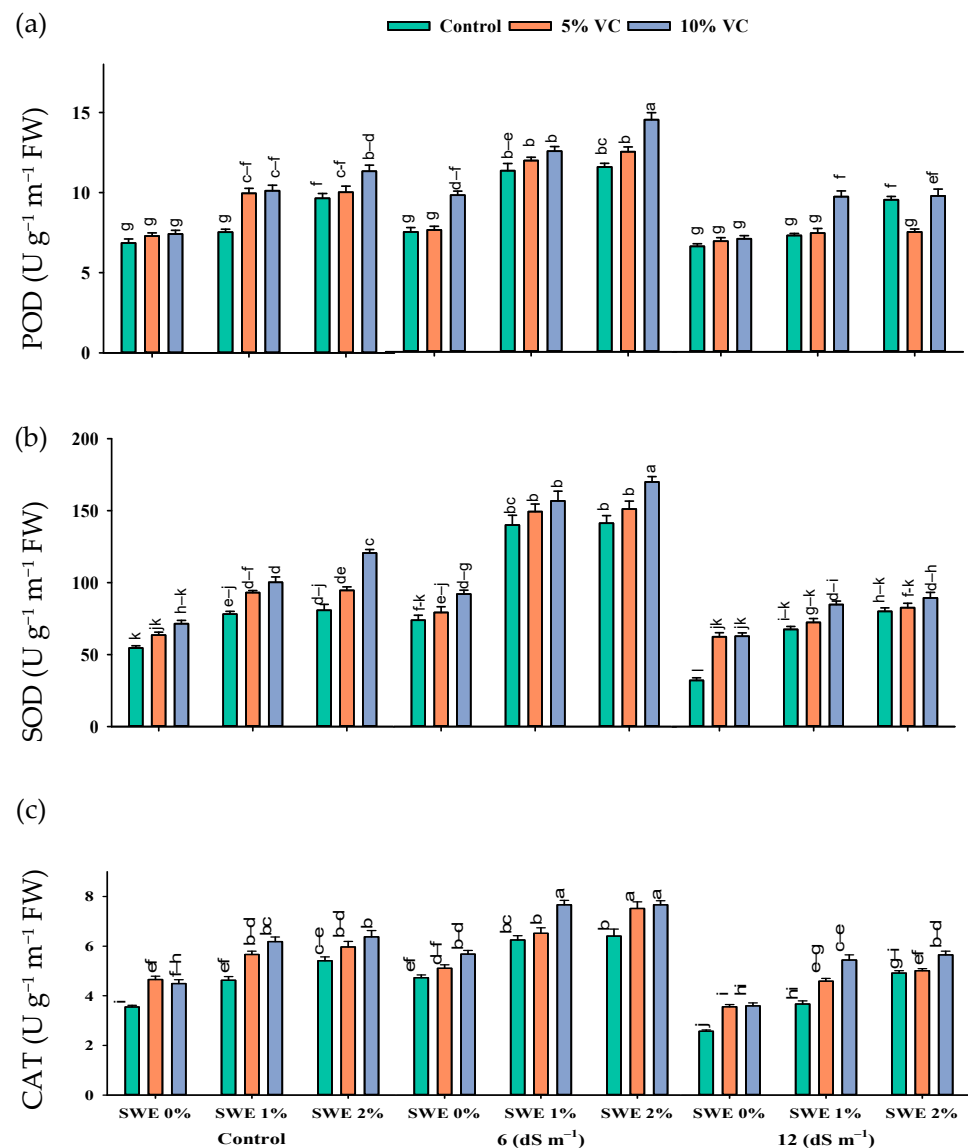 (a)
Control 5% VC 10% VC
POD (U g⁻¹ m⁻¹ FW)
15
10
5
0
g g g g c–f c–f f c-f b–d g g d–f b–e b b bc b a g g g g g f f g ef
(b)
SOD (U g⁻¹ m⁻¹ FW)
200
150
100
50
0
k jk h–k e–j d–f d d–j de c f-k e–j d–g bc b b b b a l jk jk i–k g–k d–i h–k f-k d–h
(c)
CAT (U g⁻¹ m⁻¹ FW)
8
6
4
2
0
i ef f–h ef b–d bc c–e b–d b ef d–f b–d bc b a b a a j i hi e–g c–e g-i ef b–d
SWE 0% SWE 1% SWE 2% SWE 0% SWE 1% SWE 2% SWE 0% SWE 1% SWE 2%
Control 6 (dS m⁻¹) 12 (dS m⁻¹)